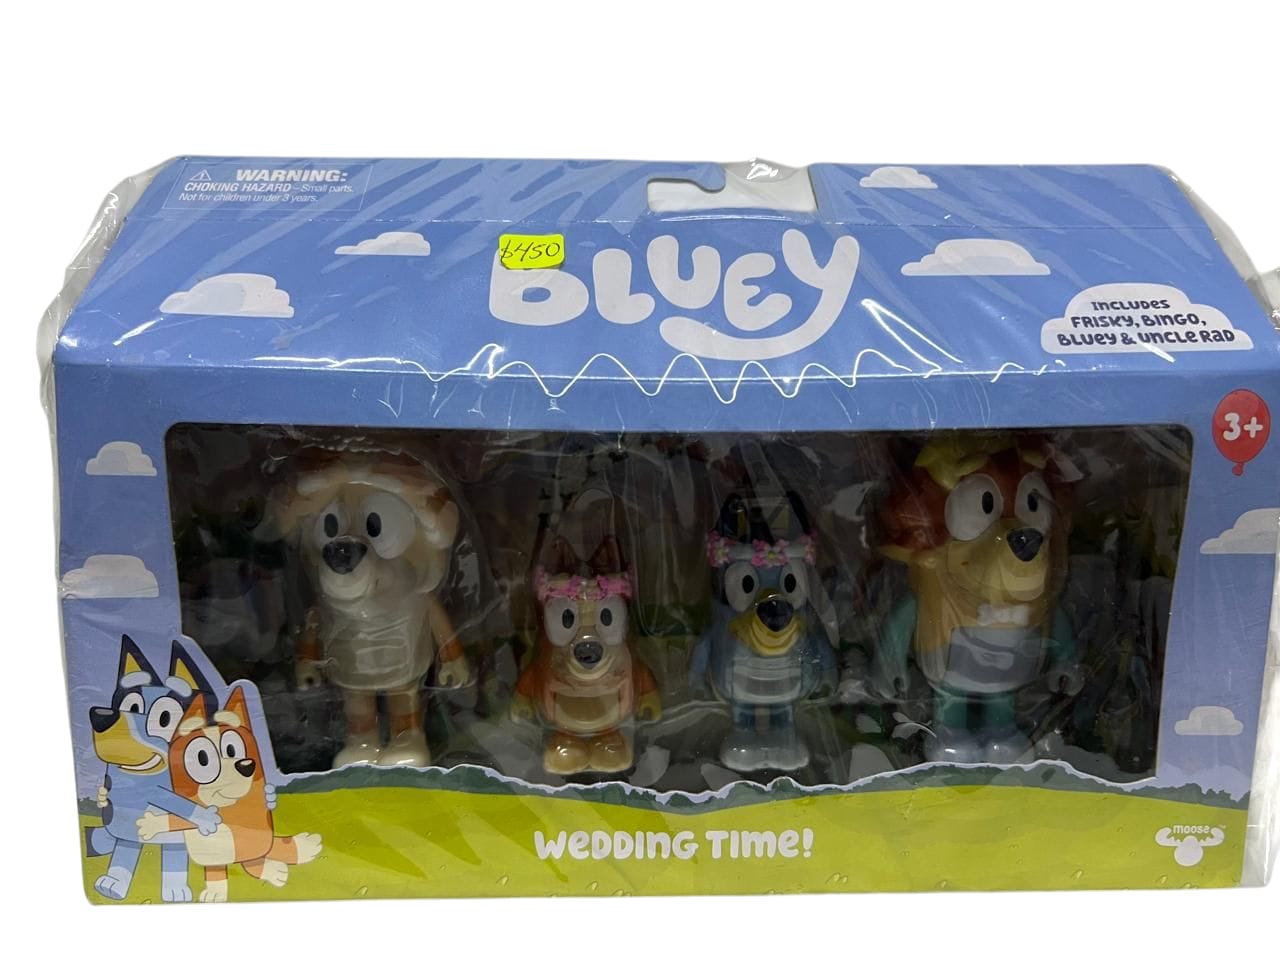 WARNING:
CHOKING HAZARD – Small parts.
Not for children under 3 years.
$450
BLUEY
INCLUDES
FRISKY, BINGO,
BLUEY & UNCLE RAD
3+
WEDDING TIME!
moose™